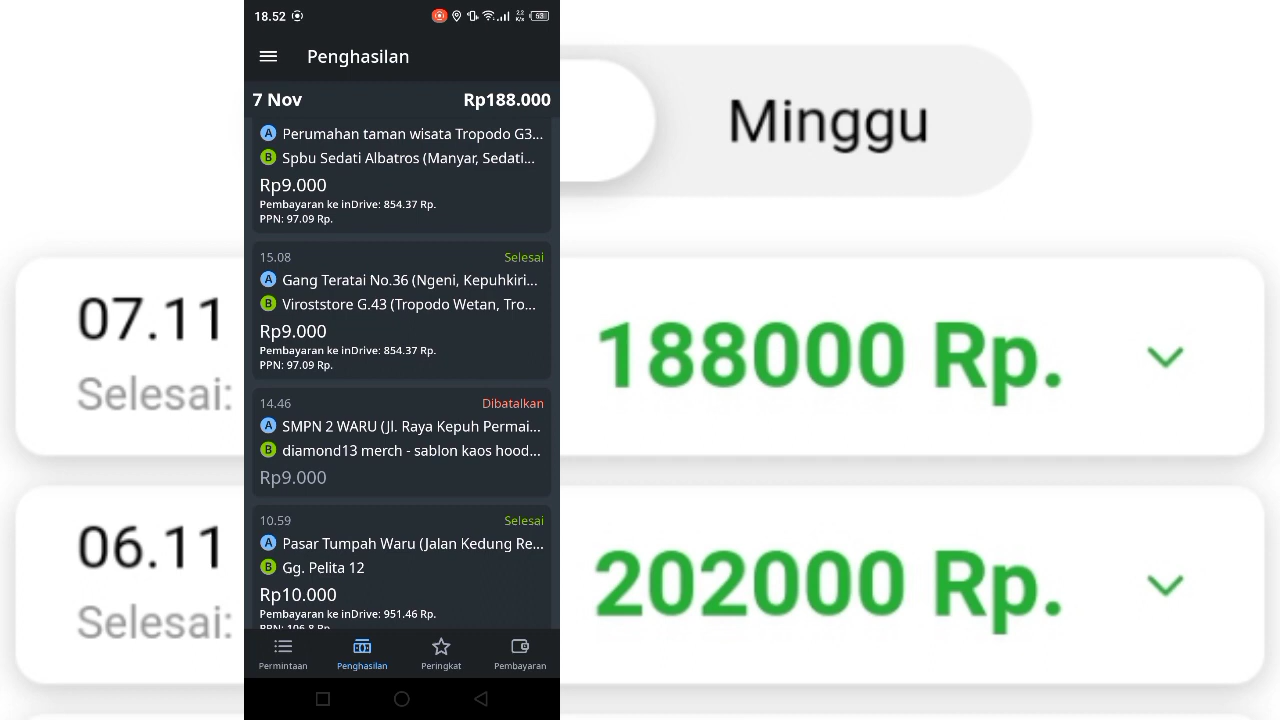 18.52
63
Penghasilan
7 Nov
Rp188.000
A Perumahan taman wisata Tropodo G3...
B Spbu Sedati Albatros (Manyar, Sedati...
Rp9.000
Pembayaran ke inDrive: 854.37 Rp.
PPN: 97.09 Rp.
15.08
Selesai
A Gang Teratai No.36 (Ngeni, Kepuhkiri...
B Viroststore G.43 (Tropodo Wetan, Tro...
Rp9.000
Pembayaran ke inDrive: 854.37 Rp.
PPN: 97.09 Rp.
14.46
Dibatalkan
A SMPN 2 WARU (Jl. Raya Kepuh Permai...
B diamond13 merch - sablon kaos hood...
Rp9.000
10.59
Selesai
A Pasar Tumpah Waru (Jalan Kedung Re...
B Gg. Pelita 12
Rp10.000
Pembayaran ke inDrive: 951.46 Rp.
PPN: 106.8 Rp.
Permintaan
Penghasilan
Peringkat
Pembayaran
Minggu
07.11
Selesai:
188000 Rp.
06.11
Selesai:
202000 Rp.